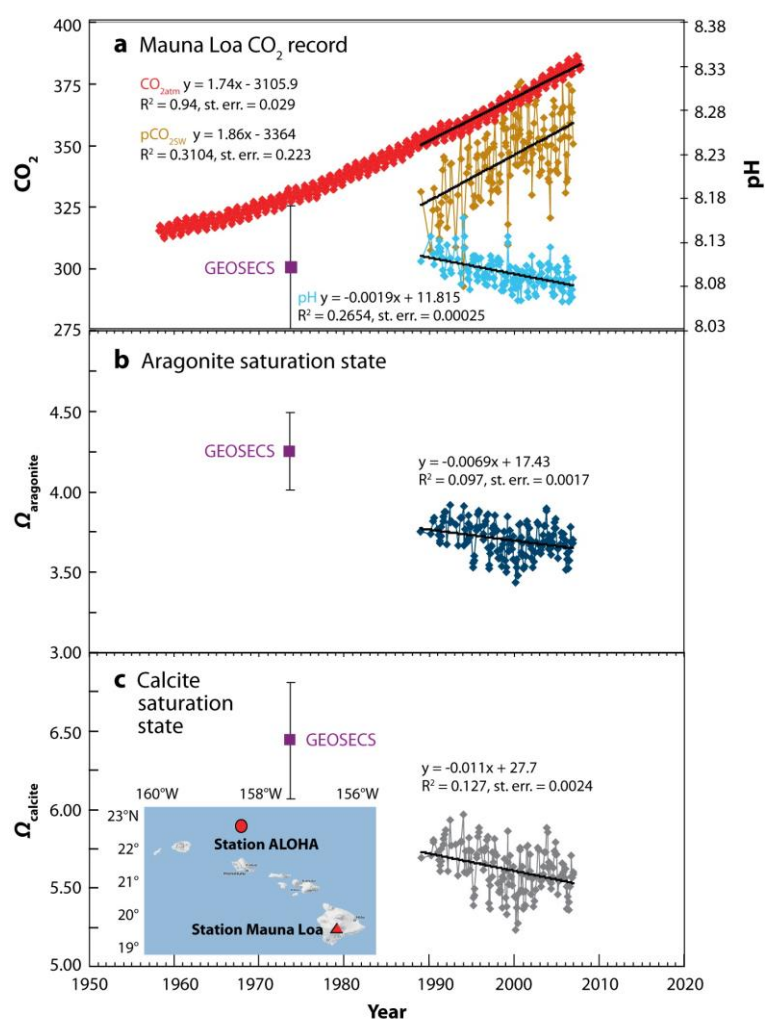 400
375
350
325
300
275
CO2
8.38
8.33
8.28
8.23
8.18
8.13
8.08
8.03
pH
a Mauna Loa CO2 record
CO2atm y = 1.74x - 3105.9
R2 = 0.94, st. err. = 0.029
pCO2SW y = 1.86x - 3364
R2 = 0.3104, st. err. = 0.223
GEOSECS
pH y = -0.0019x + 11.815
R2 = 0.2654, st. err. = 0.00025
b Aragonite saturation state
4.50
4.00
3.50
3.00
Ωaragonite
GEOSECS
y = -0.0069x + 17.43
R2 = 0.097, st. err. = 0.0017
c Calcite
saturation
state
6.50
6.00
5.50
5.00
Ωcalcite
GEOSECS
y = -0.011x + 27.7
R2 = 0.127, st. err. = 0.0024
160°W 158°W 156°W
23°N
22°
21°
20°
19°
Station ALOHA
Station Mauna Loa
1950 1960 1970 1980 1990 2000 2010 2020
Year